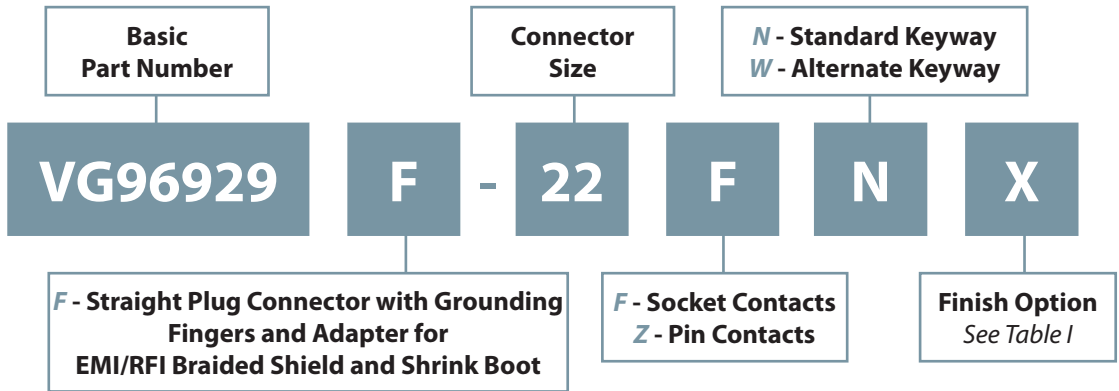 Basic
Part Number
Connector
Size
N - Standard Keyway
W - Alternate Keyway
VG96929 F - 22 F N X
F - Straight Plug Connector with Grounding
Fingers and Adapter for
EMI/RFI Braided Shield and Shrink Boot
F - Socket Contacts
Z - Pin Contacts
Finish Option
See Table I